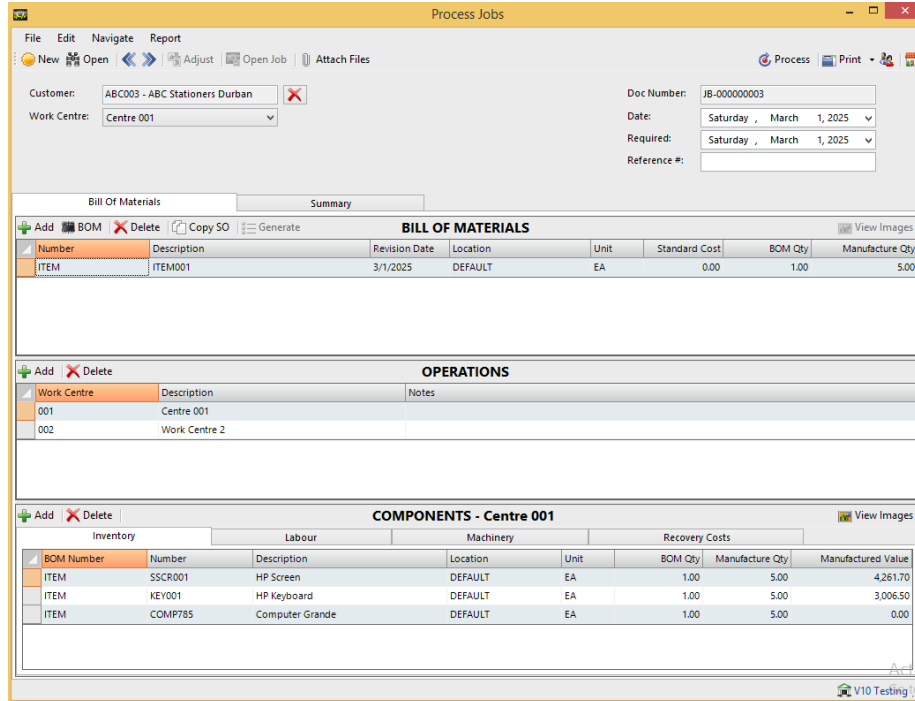 Process Jobs
File Edit Navigate Report
New Open Adjust Open Job Attach Files Process Print
Customer: ABC003 - ABC Stationers Durban Doc Number: JB-000000003
Work Centre: Centre 001 Date: Saturday , March 1, 2025
Required: Saturday , March 1, 2025
Reference #:
Bill Of Materials Summary
Add BOM Delete Copy SO Generate BILL OF MATERIALS View Images
Number Description Revision Date Location Unit Standard Cost BOM Qty Manufacture Qty
ITEM ITEM001 3/1/2025 DEFAULT EA 0.00 1.00 5.00
Add Delete OPERATIONS
Work Centre Description Notes
001 Centre 001
002 Work Centre 2
Add Delete COMPONENTS - Centre 001 View Images
Inventory Labour Machinery Recovery Costs
BOM Number Number Description Location Unit BOM Qty Manufacture Qty Manufactured Value
ITEM SSCR001 HP Screen DEFAULT EA 1.00 5.00 4,261.70
ITEM KEY001 HP Keyboard DEFAULT EA 1.00 5.00 3,006.50
ITEM COMP785 Computer Grande DEFAULT EA 1.00 5.00 0.00
V10 Testing